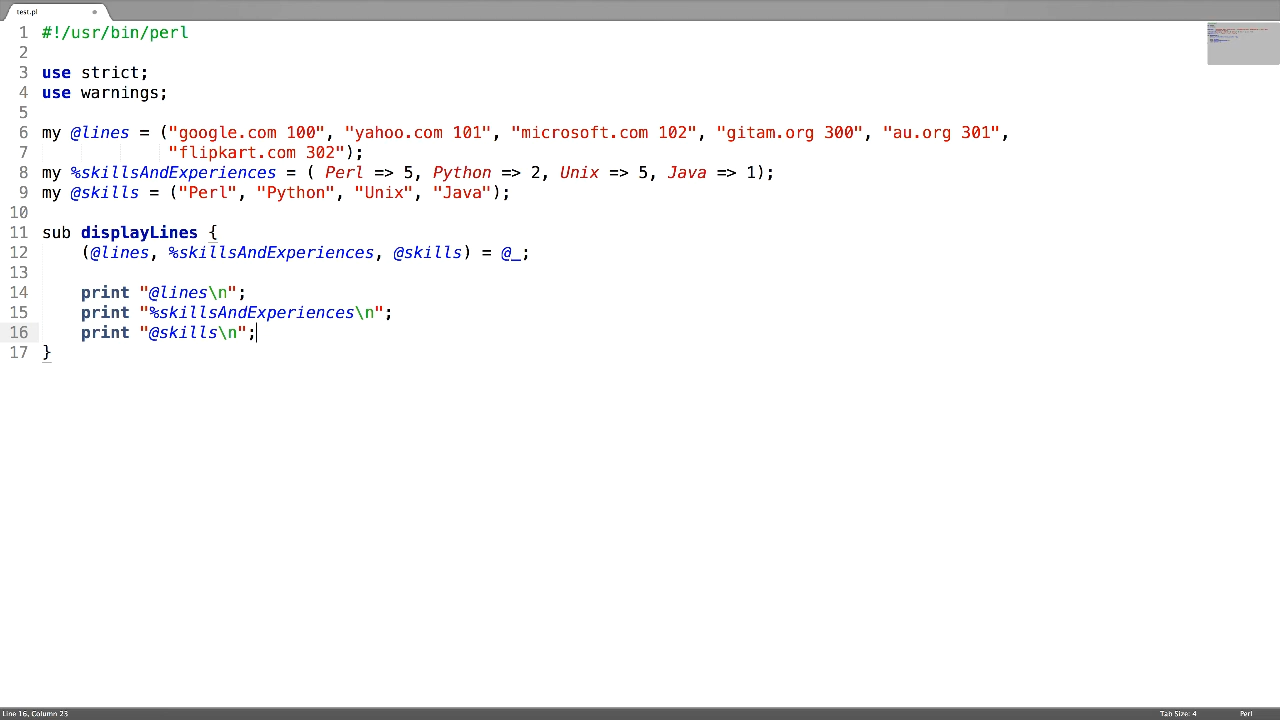 test.pl
1 #!/usr/bin/perl
2
3 use strict;
4 use warnings;
5
6 my @lines = ("google.com 100", "yahoo.com 101", "microsoft.com 102", "gitam.org 300", "au.org 301",
7 "flipkart.com 302");
8 my %skillsAndExperiences = ( Perl => 5, Python => 2, Unix => 5, Java => 1);
9 my @skills = ("Perl", "Python", "Unix", "Java");
10
11 sub displayLines {
12 (@lines, %skillsAndExperiences, @skills) = @_;
13
14 print "@lines\n";
15 print "%skillsAndExperiences\n";
16 print "@skills\n";
17 }
Line 16, Column 23 Tab Size: 4 Perl